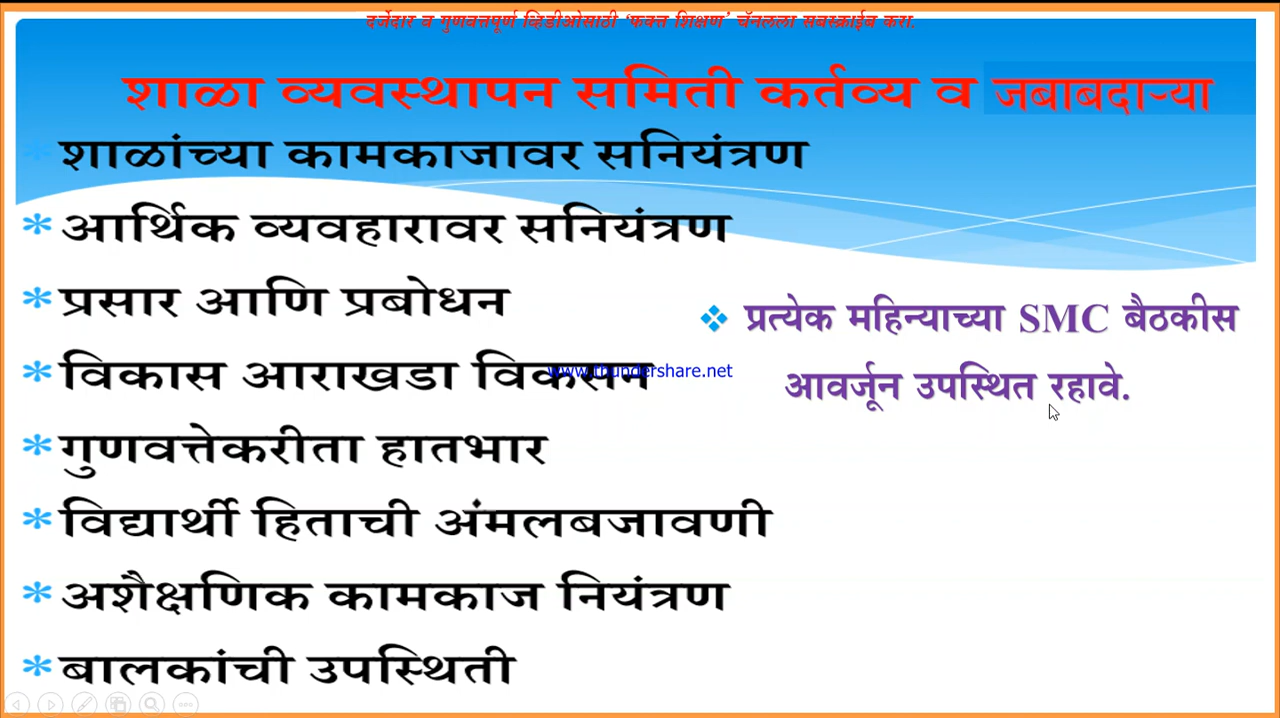 दर्जेदार व गुणवत्तपूर्ण व्हिडीओसाठी ‘फक्त शिक्षण’ चॅनलला सबस्क्राईब करा.
शाळा व्यवस्थापन समिती कर्तव्य व जबाबदाऱ्या
शाळांच्या कामकाजावर सनियंत्रण
* आर्थिक व्यवहारावर सनियंत्रण
* प्रसार आणि प्रबोधन
* विकास आराखडा विकसन
* गुणवत्तेकरीता हातभार
* विद्यार्थी हिताची अंमलबजावणी
* अशैक्षणिक कामकाज नियंत्रण
* बालकांची उपस्थिती
❖ प्रत्येक महिन्याच्या SMC बैठकीस
आवर्जून उपस्थित रहावे.
www.thundershare.net